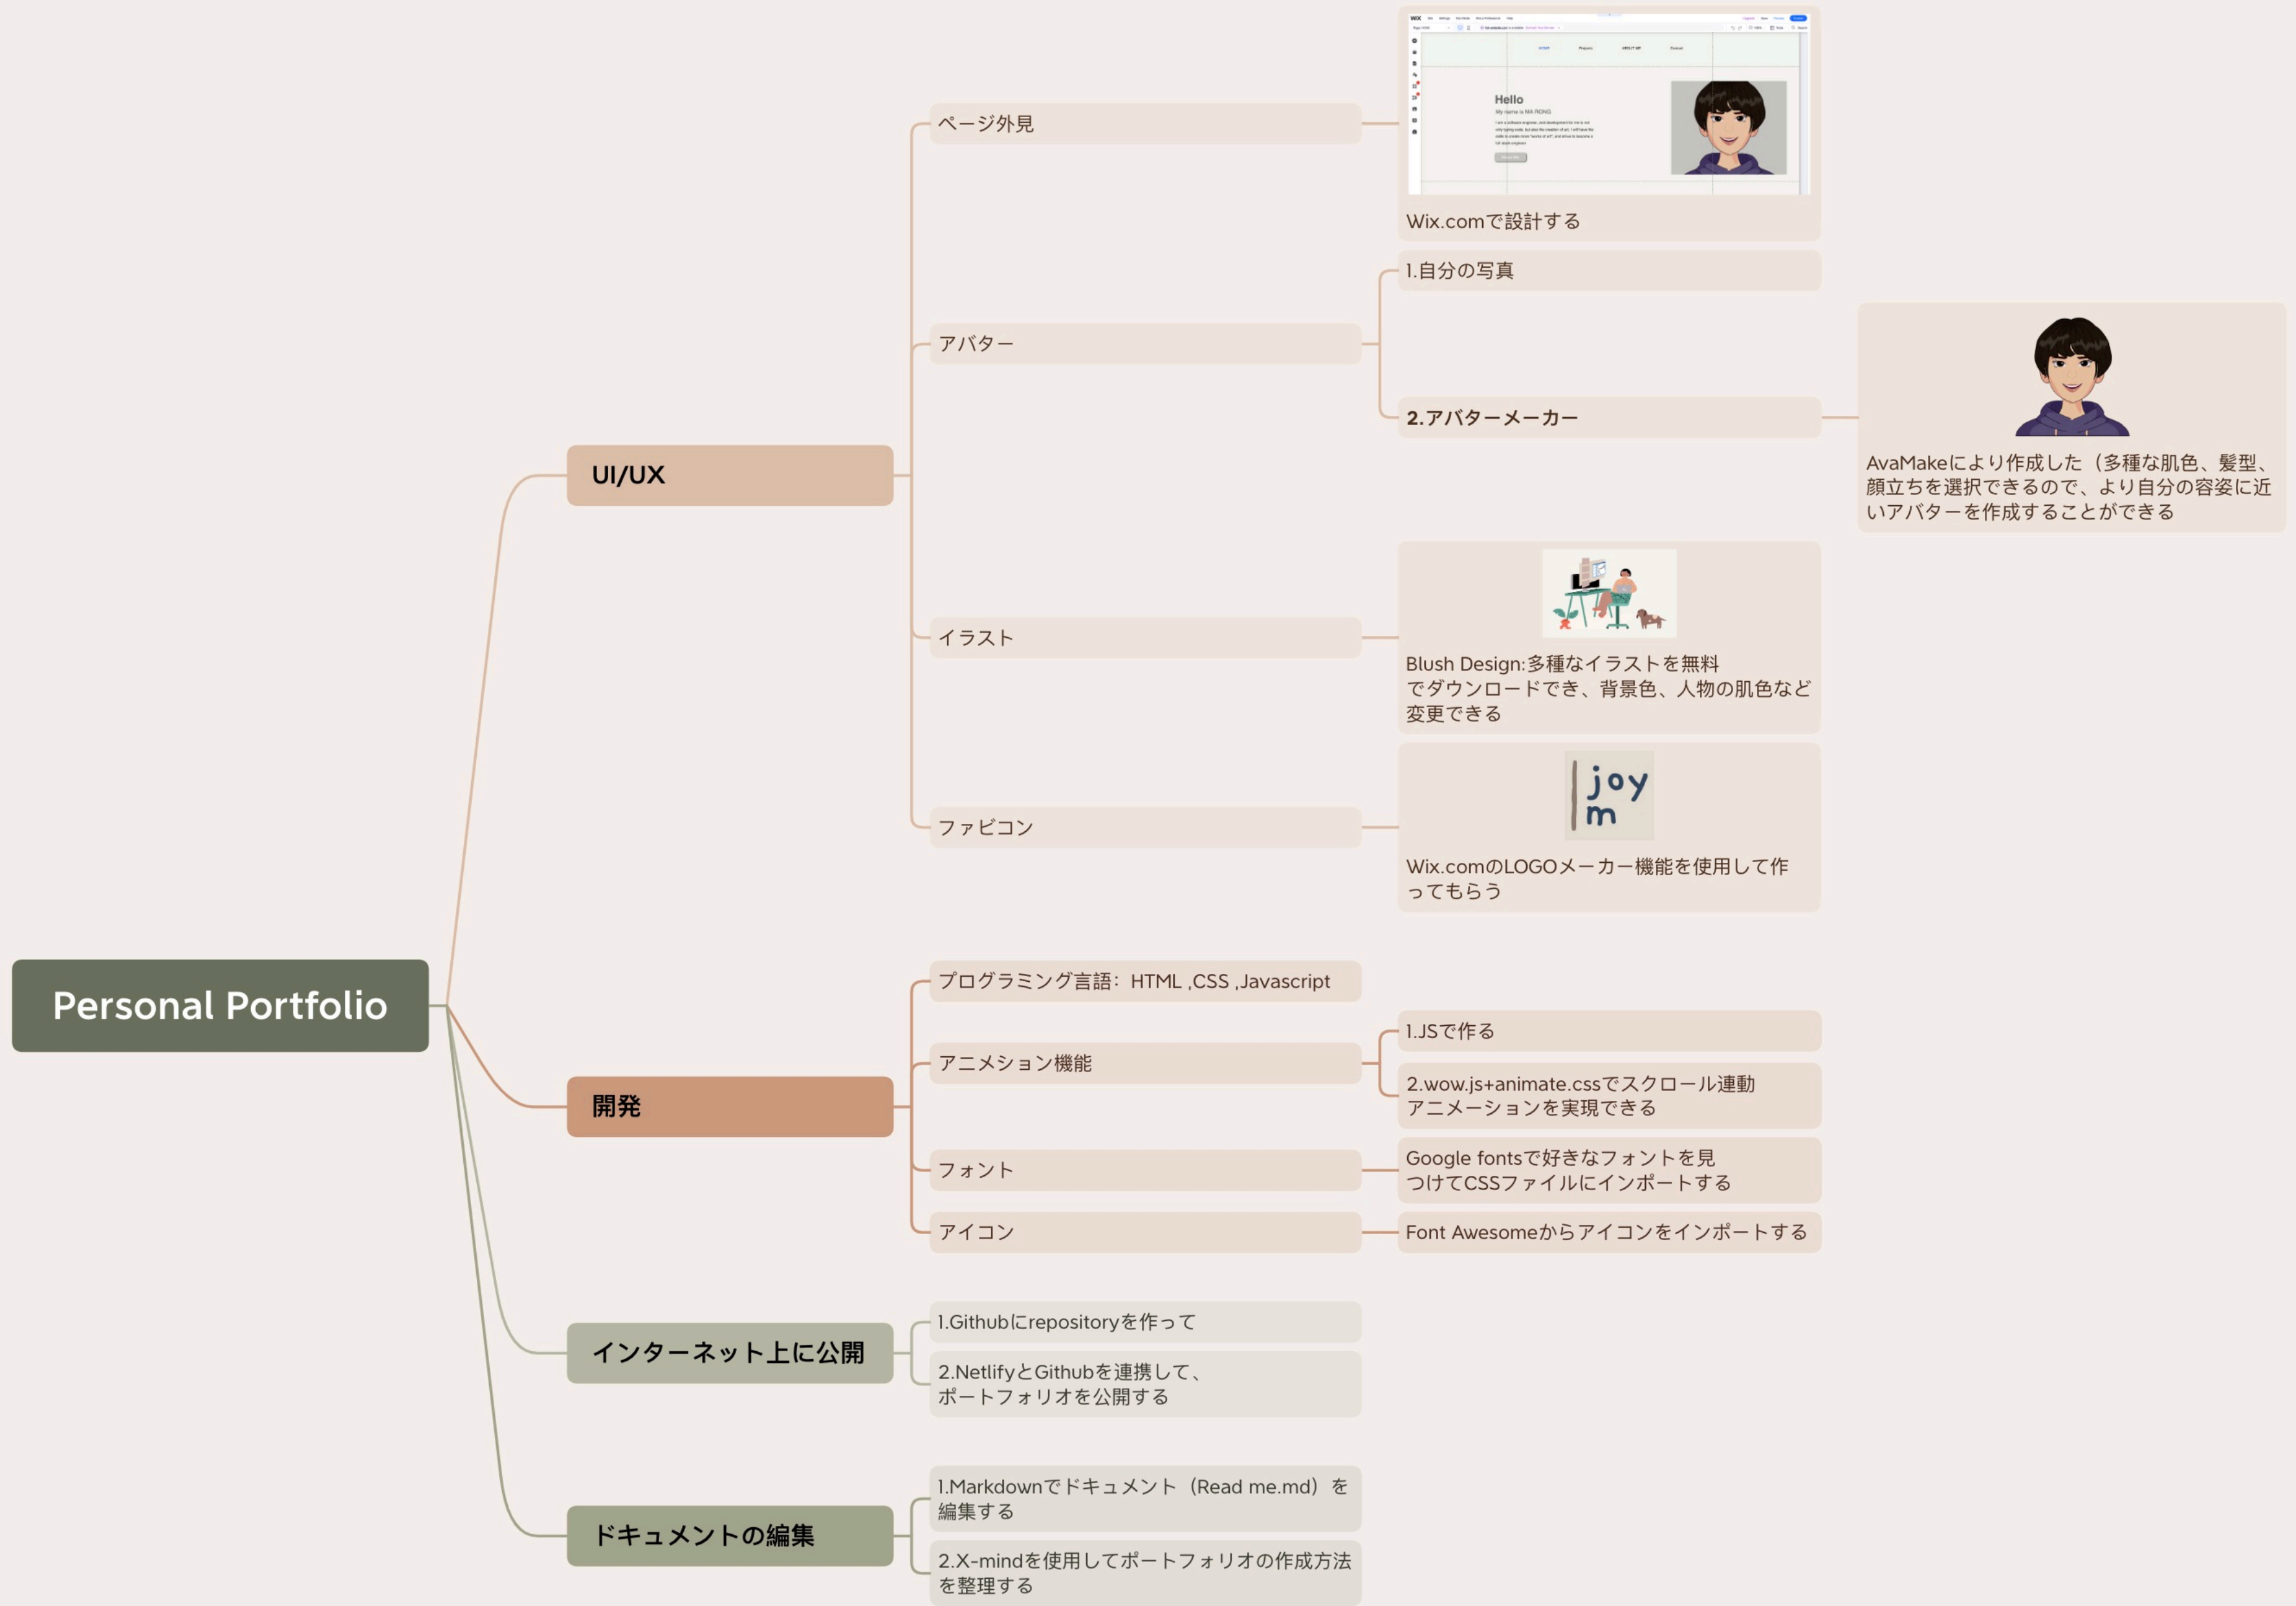 Personal Portfolio
UI/UX
ページ外見
WiX
HOME
Projects
ABOUT ME
Contact
Hello
My name is MA RONG
Wix.comで設計する
アバター
1.自分の写真
2.アバターメーカー
AvaMakeにより作成した（多種な肌色、髪型、
顔立ちを選択できるので、より自分の容姿に近
いアバターを作成することができる
イラスト
Blush Design:多種なイラストを無料
でダウンロードでき、背景色、人物の肌色など
変更できる
ファビコン
joy
m
Wix.comのLOGOメーカー機能を使用して作
ってもらう
開発
プログラミング言語：HTML ,CSS ,Javascript
アニメション機能
1.JSで作る
2.wow.js+animate.cssでスクロール連動
アニメーションを実現できる
フォント
Google fontsで好きなフォントを見
つけてCSSファイルにインポートする
アイコン
Font Awesomeからアイコンをインポートする
インターネット上に公開
1.Githubにrepositoryを作って
2.NetlifyとGithubを連携して、
ポートフォリオを公開する
ドキュメントの編集
1.Markdownでドキュメント（Read me.md）を
編集する
2.X-mindを使用してポートフォリオの作成方法
を整理する